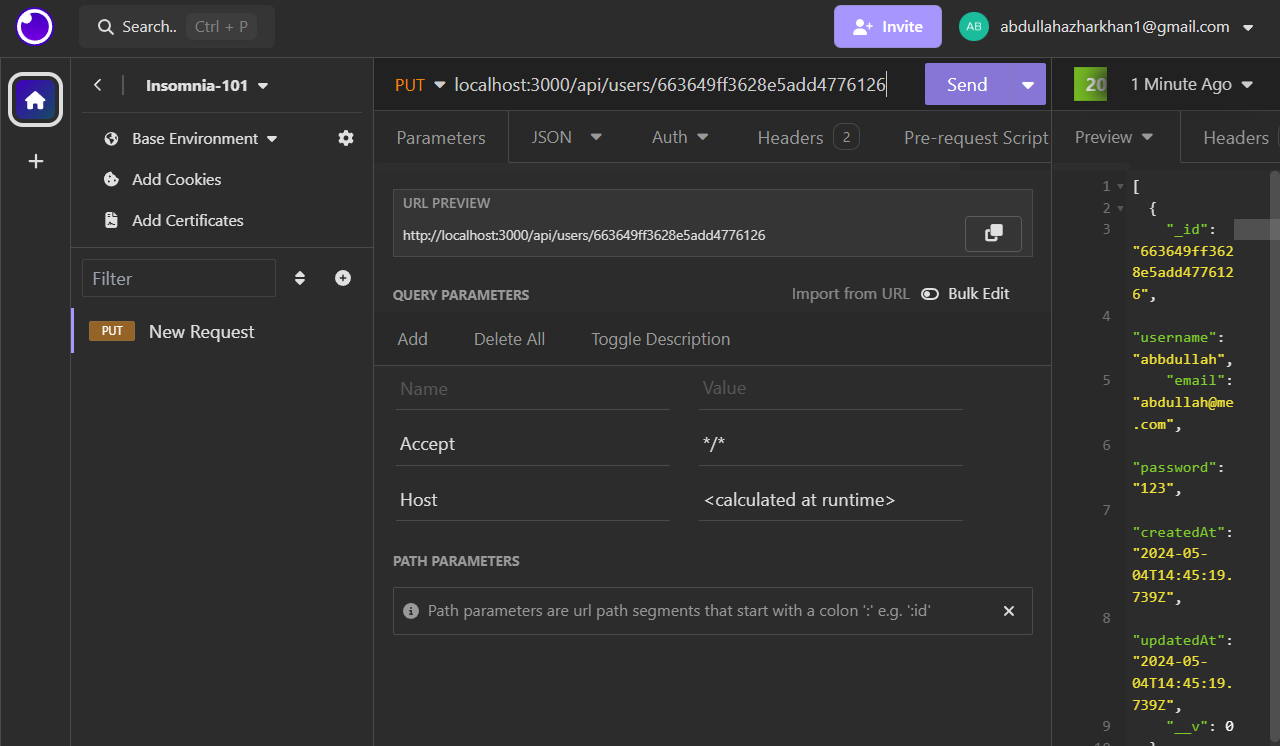 Search.. Ctrl + P
Invite
AB abdullahazharkhan1@gmail.com
Insomnia-101
Base Environment
Add Cookies
Add Certificates
Filter
PUT New Request
PUT localhost:3000/api/users/663649ff3628e5add4776126
Send
Parameters JSON Auth Headers 2 Pre-request Script
URL PREVIEW
http://localhost:3000/api/users/663649ff3628e5add4776126
QUERY PARAMETERS
Import from URL Bulk Edit
Add Delete All Toggle Description
Name Value
Accept */*
Host <calculated at runtime>
PATH PARAMETERS
Path parameters are url path segments that start with a colon ':' e.g. ':id'
20 1 Minute Ago
Preview Headers
1 [
2 {
3 "_id":
"663649ff362
8e5add477612
6",
4
"username":
"abbdullah",
5 "email":
"abdullah@me
.com",
6
"password":
"123",
7
"createdAt":
"2024-05-
04T14:45:19.
739Z",
8
"updatedAt":
"2024-05-
04T14:45:19.
739Z",
9 "__v": 0